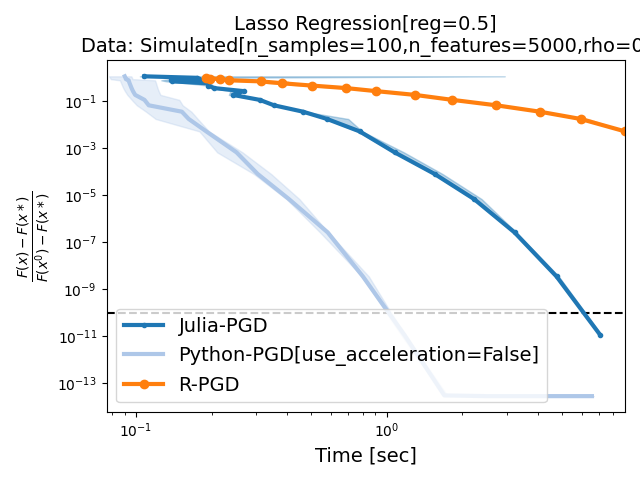 Lasso Regression[reg=0.5]
Data: Simulated[n_samples=100,n_features=5000,rho=0
10⁻¹
10⁻³
10⁻⁵
10⁻⁷
10⁻⁹
10⁻¹¹
10⁻¹³
F(x) − F(x*)
F(x⁰) − F(x*)
Julia-PGD
Python-PGD[use_acceleration=False]
R-PGD
10⁻¹ 10⁰
Time [sec]